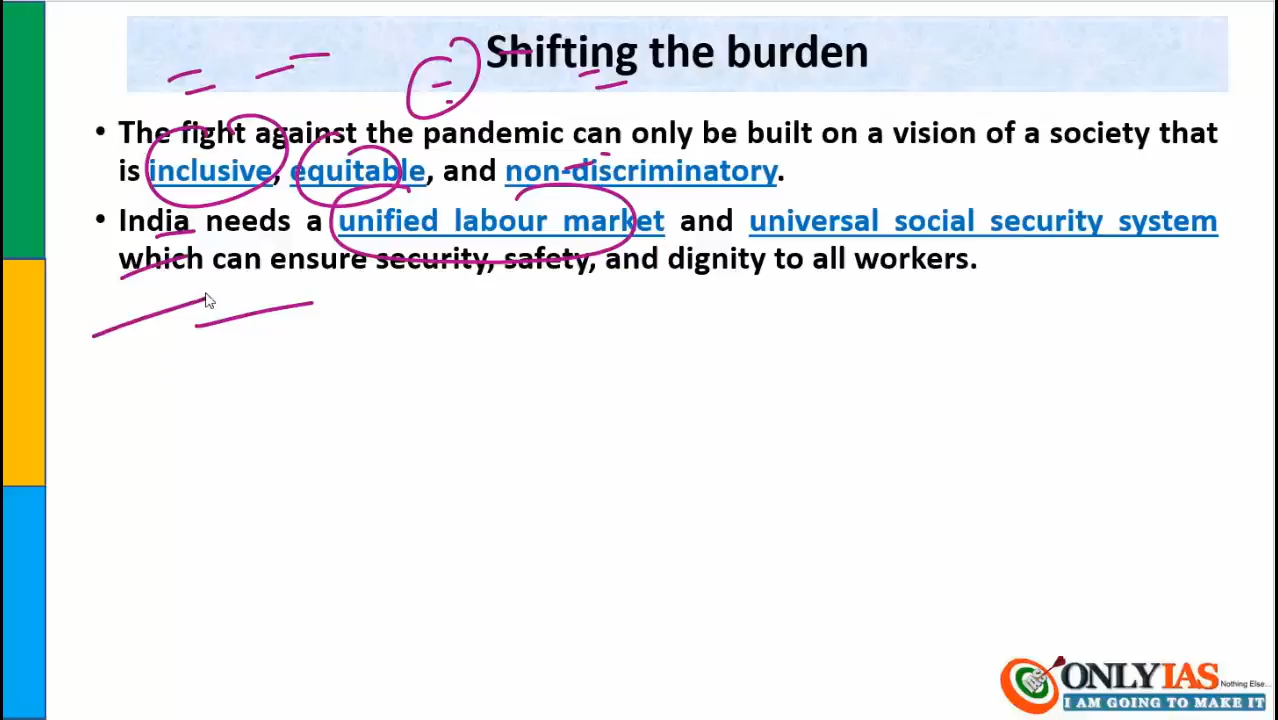 Shifting the burden
• The fight against the pandemic can only be built on a vision of a society that
is inclusive, equitable, and non-discriminatory.
• India needs a unified labour market and universal social security system
which can ensure security, safety, and dignity to all workers.
ONLYIAS
Nothing Else...
I AM GOING TO MAKE IT